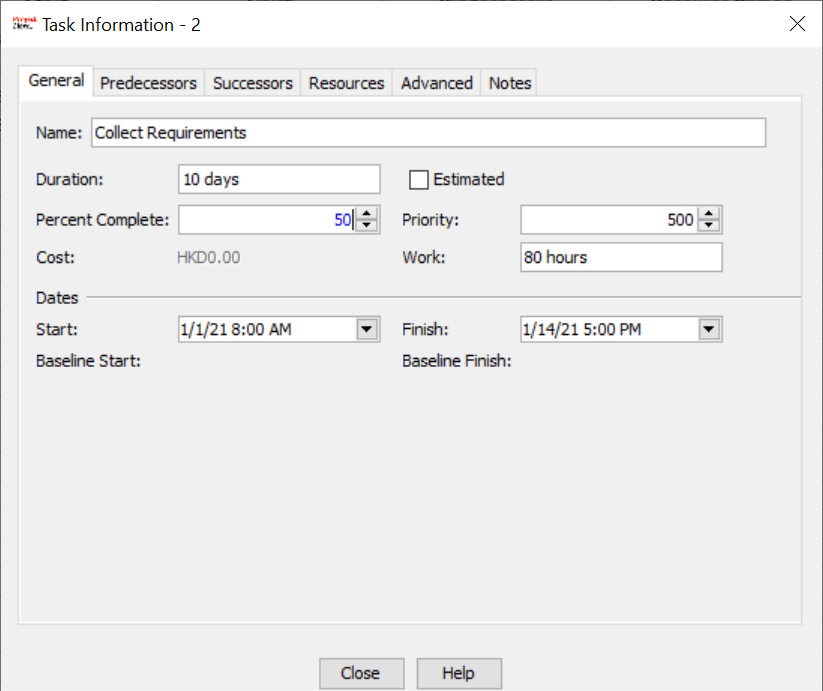 Task Information - 2
General Predecessors Successors Resources Advanced Notes
Name: Collect Requirements
Duration: 10 days Estimated
Percent Complete: 50 Priority: 500
Cost: HKD0.00 Work: 80 hours
Dates
Start: 1/1/21 8:00 AM Finish: 1/14/21 5:00 PM
Baseline Start: Baseline Finish:
Close Help